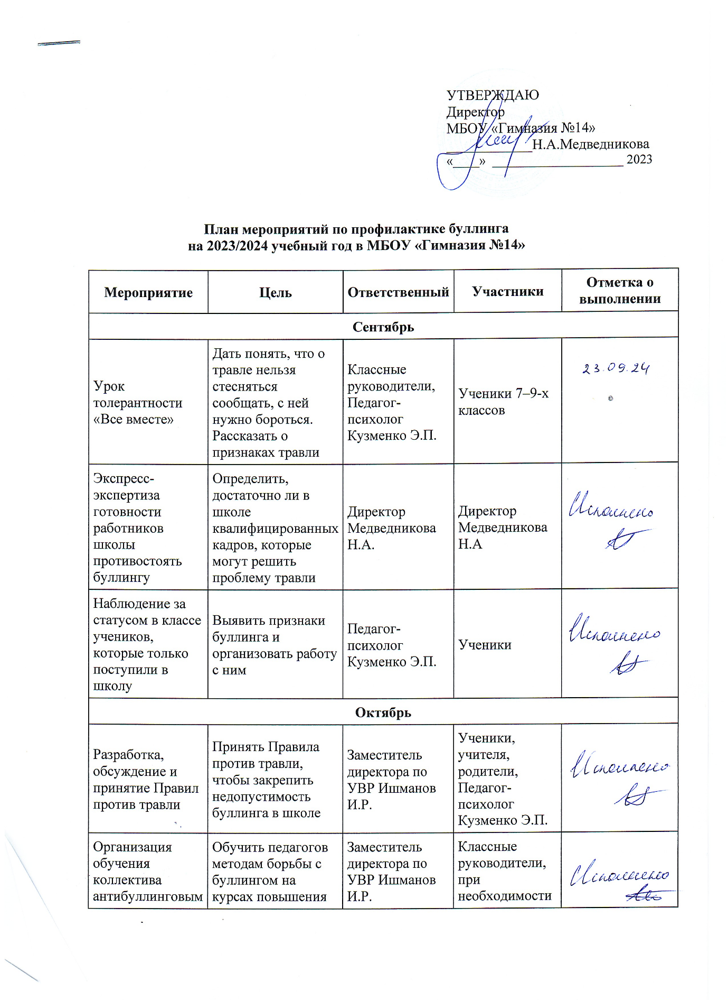 УТВЕРЖДАЮ
Директор
МБОУ «Гимназия №14»
____________Н.А.Медведникова
«____» ___________________ 2023
План мероприятий по профилактике буллинга
на 2023/2024 учебный год в МБОУ «Гимназия №14»
Мероприятие
Цель
Ответственный
Участники
Отметка о
выполнении
Сентябрь
Урок
толерантности
«Все вместе»
Дать понять, что о
травле нельзя
стесняться
сообщать, с ней
нужно бороться.
Рассказать о
признаках травли
Классные
руководители,
Педагог-
психолог
Кузменко Э.П.
Ученики 7–9-х
классов
23.09.24
Экспресс-
экспертиза
готовности
работников
школы
противостоять
буллингу
Определить,
достаточно ли в
школе
квалифицированных
кадров, которые
могут решить
проблему травли
Директор
Медведникова
Н.А.
Директор
Медведникова
Н.А
Исполнено
Наблюдение за
статусом в классе
учеников,
которые только
поступили в
школу
Выявить признаки
буллинга и
организовать работу
с ним
Педагог-
психолог
Кузменко Э.П.
Ученики
Исполнено
Октябрь
Разработка,
обсуждение и
принятие Правил
против травли
Принять Правила
против травли,
чтобы закрепить
недопустимость
буллинга в школе
Заместитель
директора по
УВР Ишманов
И.Р.
Ученики,
учителя,
родители,
Педагог-
психолог
Кузменко Э.П.
Исполнено
Организация
обучения
коллектива
антибуллинговым
Обучить педагогов
методам борьбы с
буллингом на
курсах повышения
Заместитель
директора по
УВР Ишманов
И.Р.
Классные
руководители,
при
необходимости
Исполнено